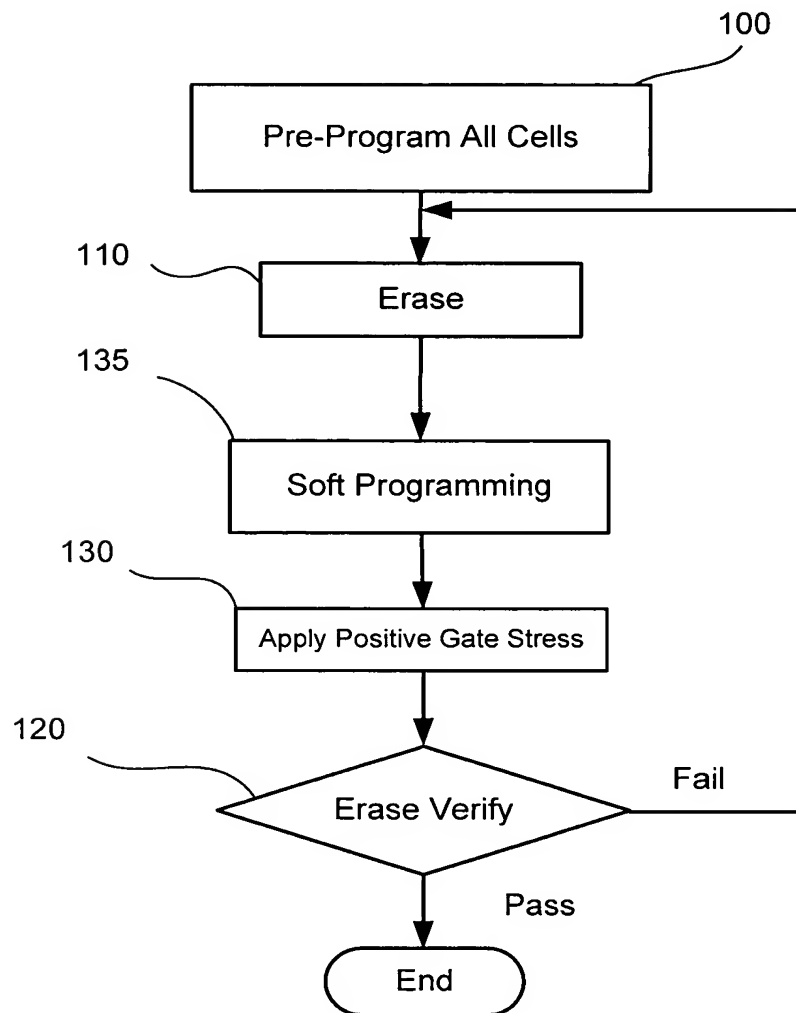 100
Pre-Program All Cells
110
Erase
135
Soft Programming
130
Apply Positive Gate Stress
120
Erase Verify
Fail
Pass
End